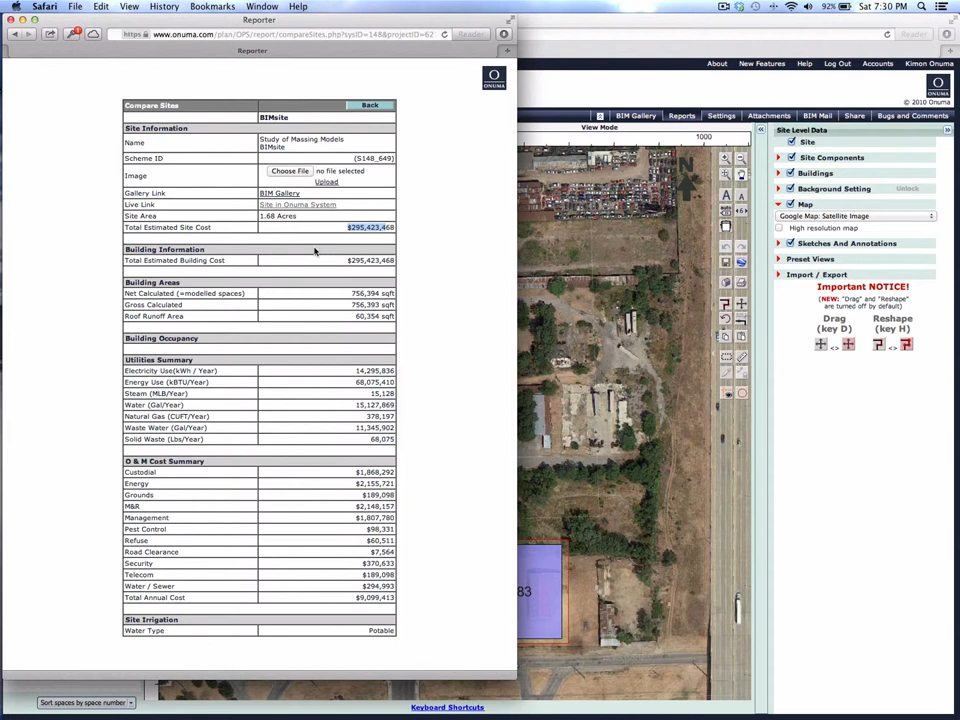 Safari File Edit View History Bookmarks Window Help
92% Sat 7:30 PM
Reporter
https www.onuma.com/plan/OPS/report/compareSites.php?sysID=148&projectID=62
Reader
Reader
Reporter
About New Features Help Log Out Accounts Kimon Onuma
ONUMA
ONUMA
© 2010 Onuma
BIM Gallery Reports Settings Attachments BIM Mail Share Bugs and Comments
View Mode
1000
N
Compare Sites Back
BIMsite
Site Information
Name Study of Massing Models
BIMsite
Scheme ID (S148_649)
Image Choose File no file selected
Upload
Gallery Link BIM Gallery
Live Link Site in Onuma System
Site Area 1.68 Acres
Total Estimated Site Cost $295,423,468
Building Information
Total Estimated Building Cost $295,423,468
Building Areas
Net Calculated (=modelled spaces) 756,394 sqft
Gross Calculated 756,393 sqft
Roof Runoff Area 60,354 sqft
Building Occupancy
Utilities Summary
Electricity Use(kWh / Year) 14,295,836
Energy Use (kBTU/Year) 68,075,410
Steam (MLB/Year) 15,128
Water (Gal/Year) 15,127,869
Natural Gas (CUFT/Year) 378,197
Waste Water (Gal/Year) 11,345,902
Solid Waste (Lbs/Year) 68,075
O & M Cost Summary
Custodial $1,868,292
Energy $2,155,721
Grounds $189,098
M&R $2,148,157
Management $1,807,780
Pest Control $98,331
Refuse $60,511
Road Clearance $7,564
Security $370,633
Telecom $189,098
Water / Sewer $294,993
Total Annual Cost $9,099,413
Site Irrigation
Water Type Potable
83
Site Level Data
Site
Site Components
Buildings
Background Setting Unlock
Map
Google Map: Satellite Image
High resolution map
Sketches And Annotations
Preset Views
Import / Export
Important NOTICE!
(NEW: "Drag" and "Reshape"
are turned off by default)
Drag Reshape
(key D) (key H)
<> <>
A A
Sort spaces by space number
Keyboard Shortcuts